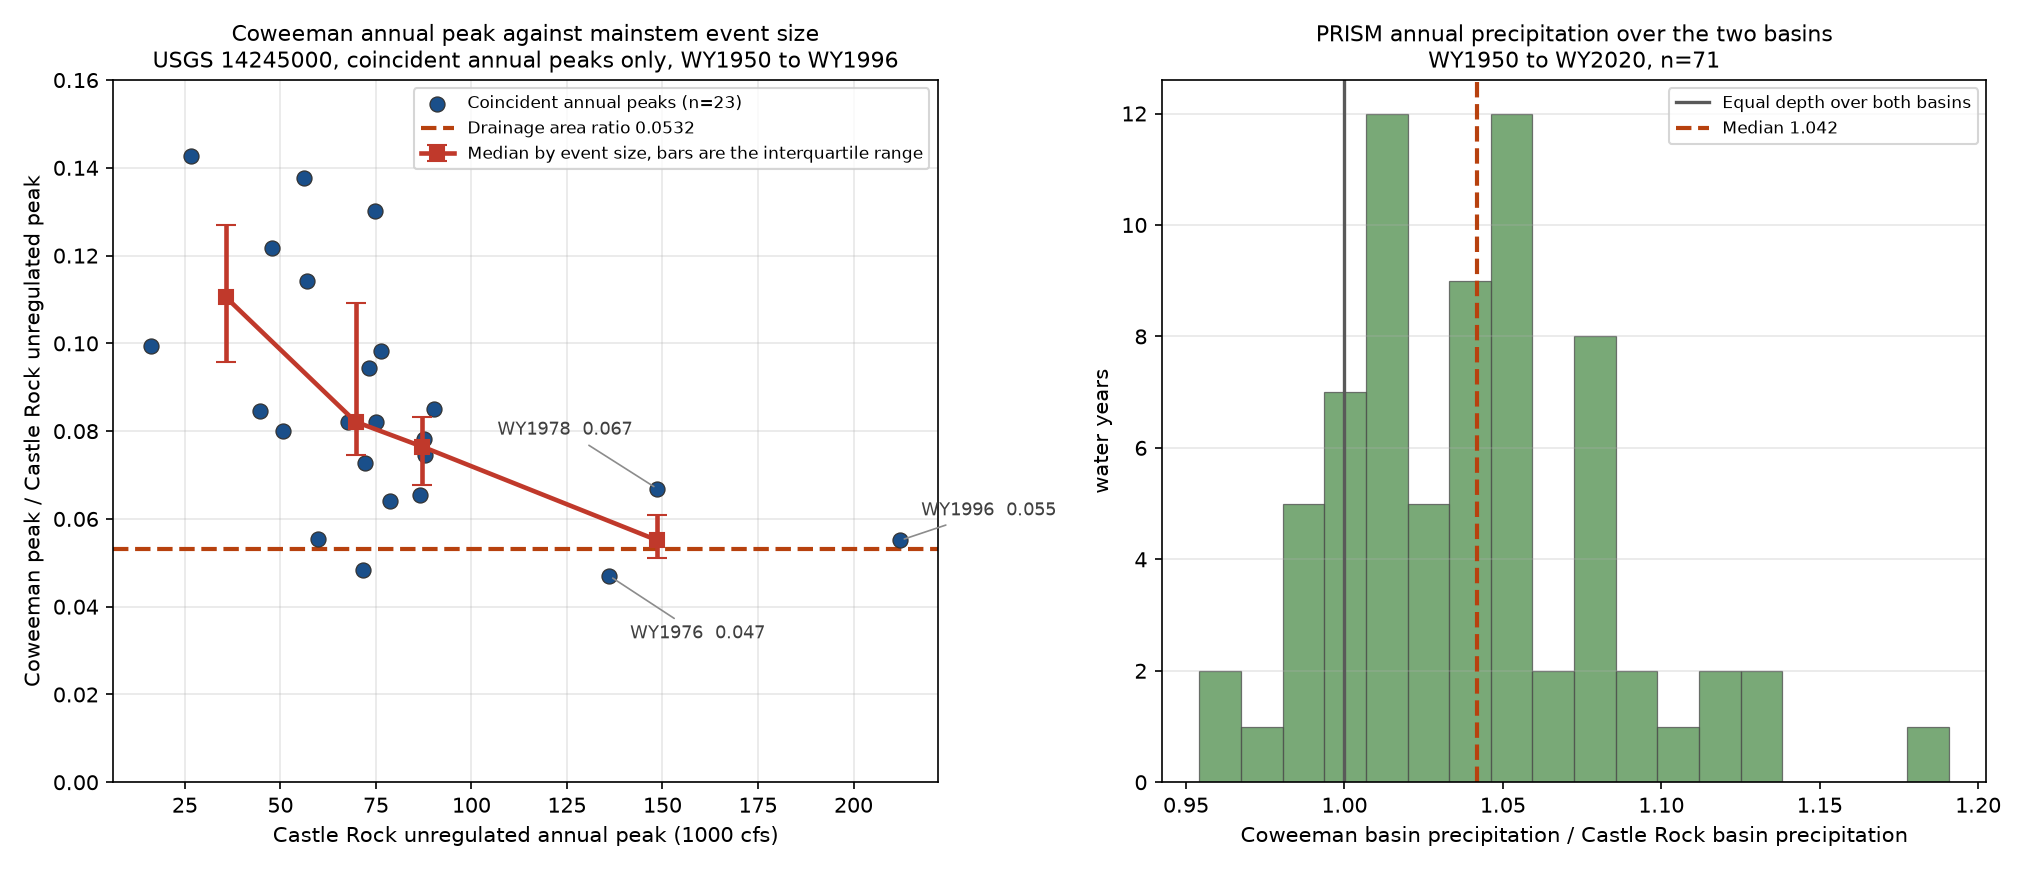 Coweeman annual peak against mainstem event size
USGS 14245000, coincident annual peaks only, WY1950 to WY1996
Coweeman peak / Castle Rock unregulated peak
0.16
0.14
0.12
0.10
0.08
0.06
0.04
0.02
0.00
Coincident annual peaks (n=23)
Drainage area ratio 0.0532
Median by event size, bars are the interquartile range
WY1978 0.067
WY1996 0.055
WY1976 0.047
25 50 75 100 125 150 175 200
Castle Rock unregulated annual peak (1000 cfs)
PRISM annual precipitation over the two basins
WY1950 to WY2020, n=71
water years
12
10
8
6
4
2
0
Equal depth over both basins
Median 1.042
0.95 1.00 1.05 1.10 1.15 1.20
Coweeman basin precipitation / Castle Rock basin precipitation